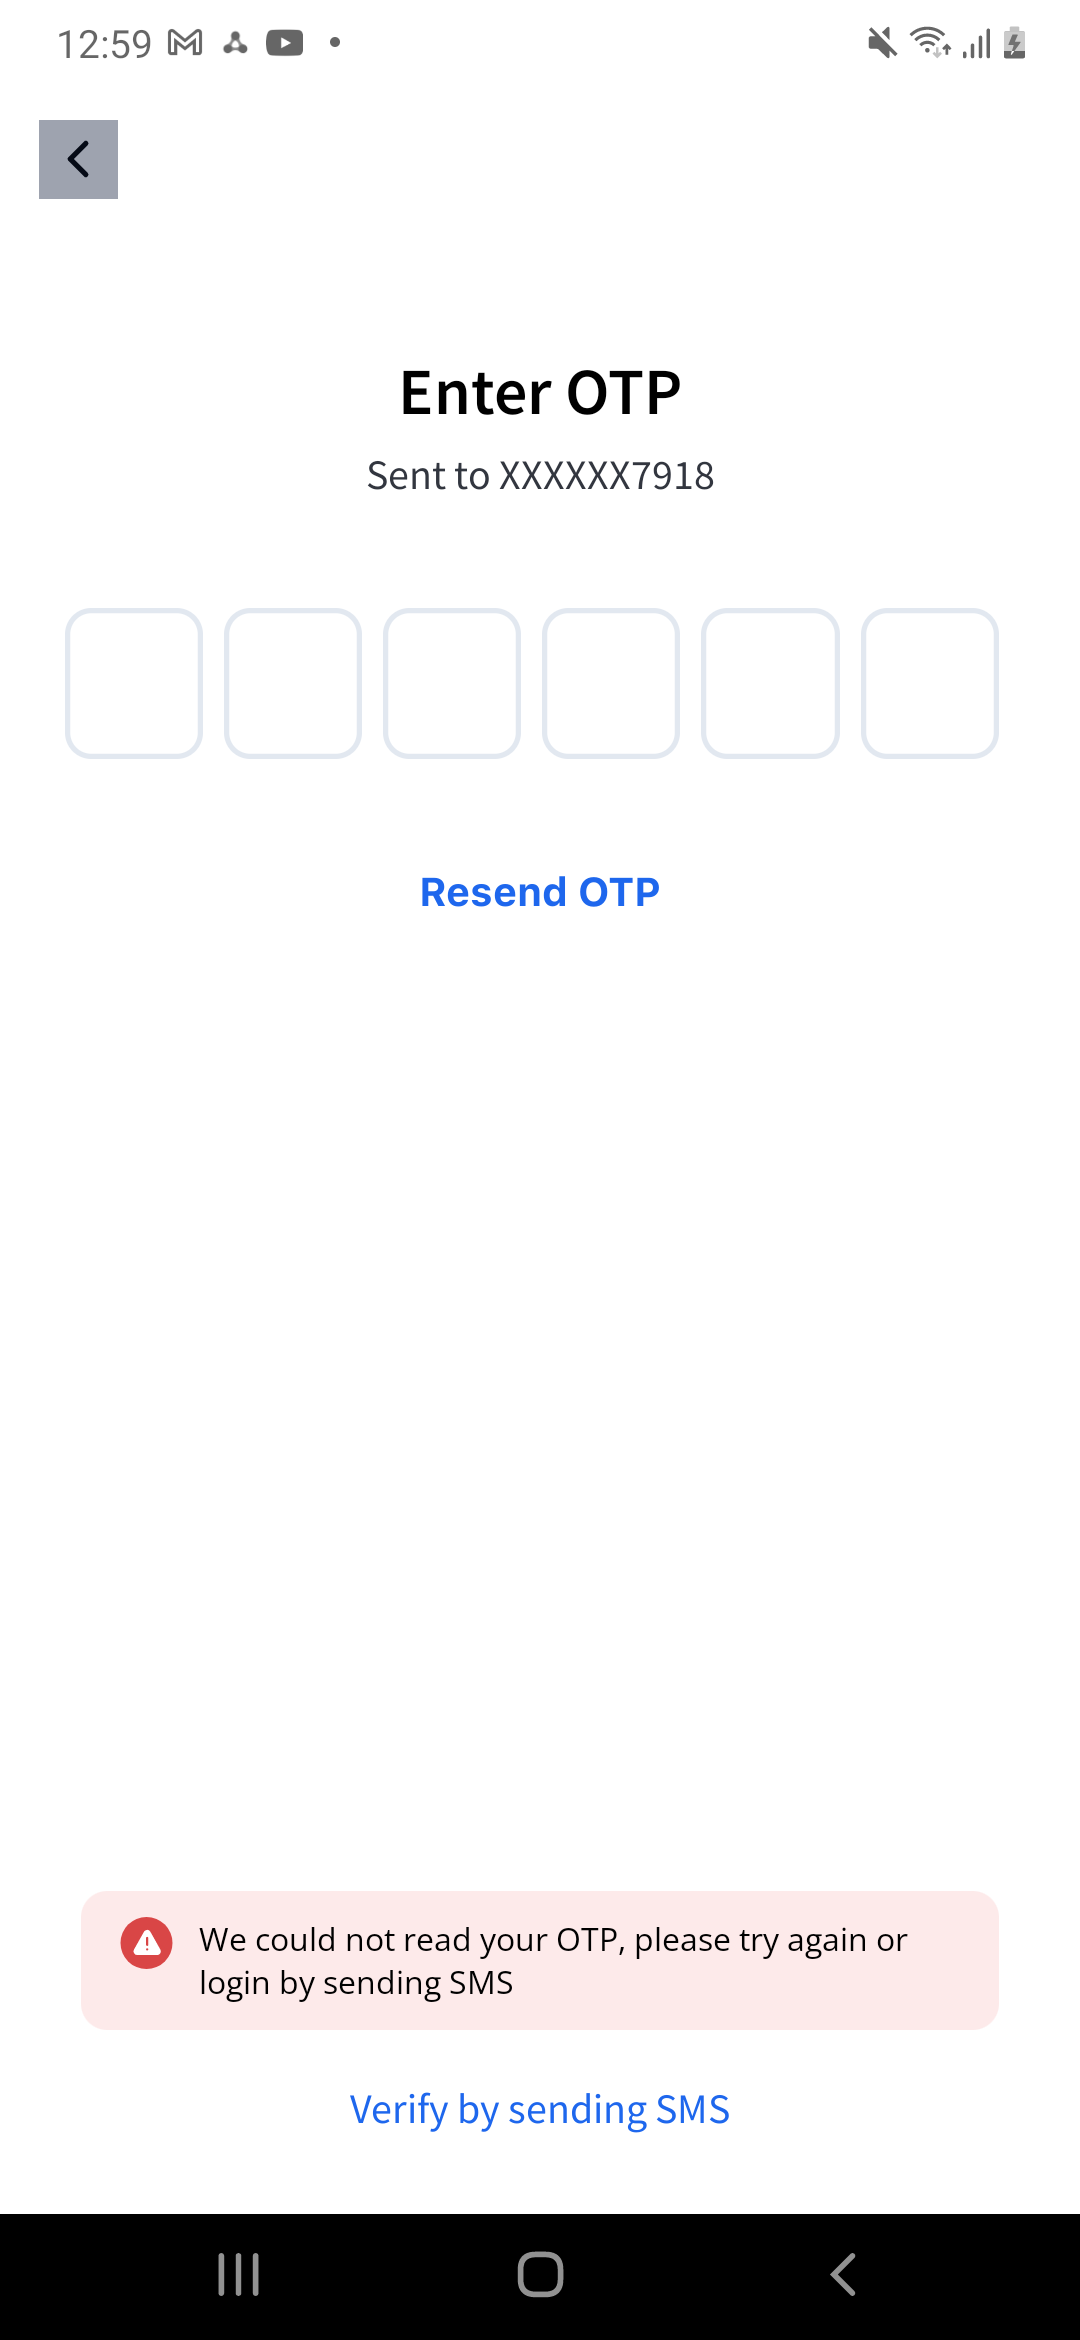 12:59
Enter OTP
Sent to XXXXXX7918
Resend OTP
We could not read your OTP, please try again or
login by sending SMS
Verify by sending SMS